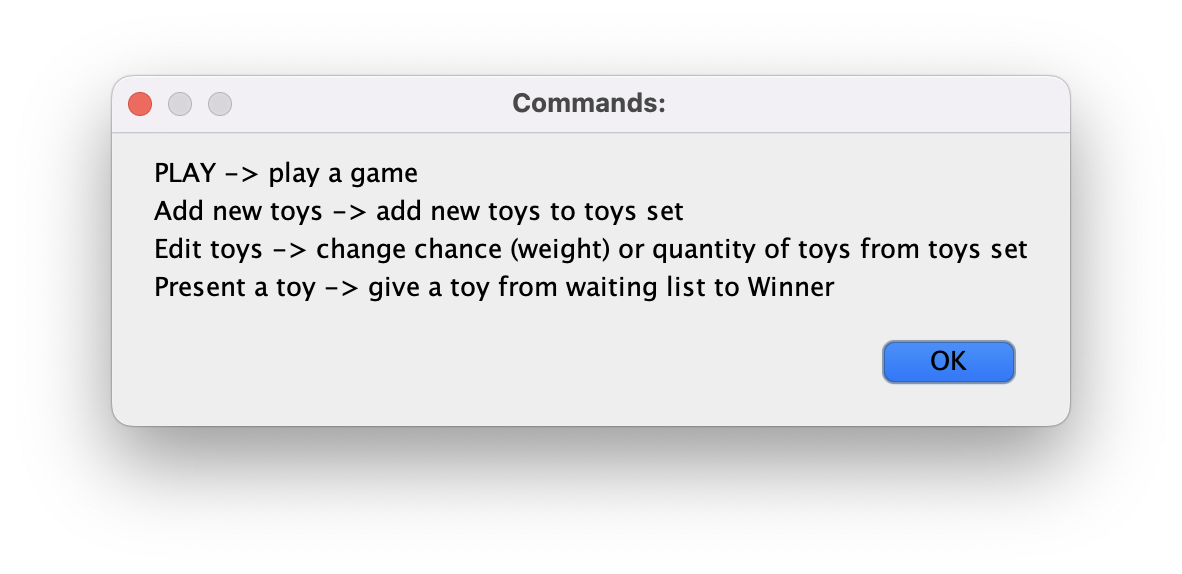 Commands:
PLAY -> play a game
Add new toys -> add new toys to toys set
Edit toys -> change chance (weight) or quantity of toys from toys set
Present a toy -> give a toy from waiting list to Winner
OK